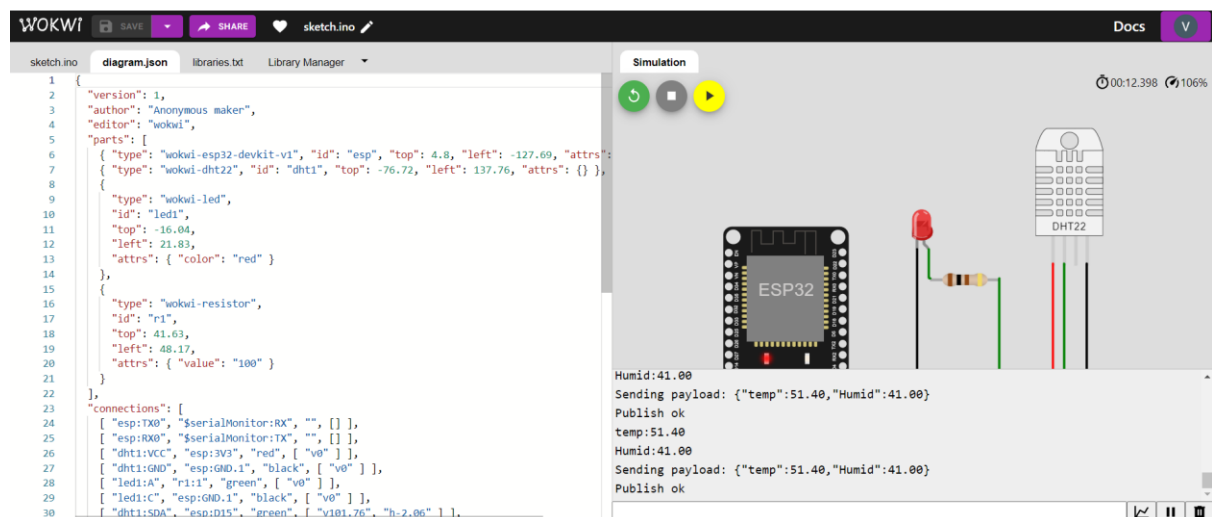 WOKWI SAVE SHARE sketch.ino Docs V
sketch.ino diagram.json libraries.txt Library Manager
1 {
2 "version": 1,
3 "author": "Anonymous maker",
4 "editor": "wokwi",
5 "parts": [
6 { "type": "wokwi-esp32-devkit-v1", "id": "esp", "top": 4.8, "left": -127.69, "attrs":
7 { "type": "wokwi-dht22", "id": "dht1", "top": -76.72, "left": 137.76, "attrs": {} },
8 {
9 "type": "wokwi-led",
10 "id": "led1",
11 "top": -16.04,
12 "left": 21.83,
13 "attrs": { "color": "red" }
14 },
15 {
16 "type": "wokwi-resistor",
17 "id": "r1",
18 "top": 41.63,
19 "left": 48.17,
20 "attrs": { "value": "100" }
21 }
22 ],
23 "connections": [
24 [ "esp:TX0", "$serialMonitor:RX", "", [] ],
25 [ "esp:RX0", "$serialMonitor:TX", "", [] ],
26 [ "dht1:VCC", "esp:3V3", "red", [ "v0" ] ],
27 [ "dht1:GND", "esp:GND.1", "black", [ "v0" ] ],
28 [ "led1:A", "r1:1", "green", [ "v0" ] ],
29 [ "led1:C", "esp:GND.1", "black", [ "v0" ] ],
30 [ "dht1:SDA", "esp:D15", "green", [ "v101.76", "h-2.06" ] ],
Simulation
00:12.398 106%
DHT22
ESP32
Humid:41.00
Sending payload: {"temp":51.40,"Humid":41.00}
Publish ok
temp:51.40
Humid:41.00
Sending payload: {"temp":51.40,"Humid":41.00}
Publish ok